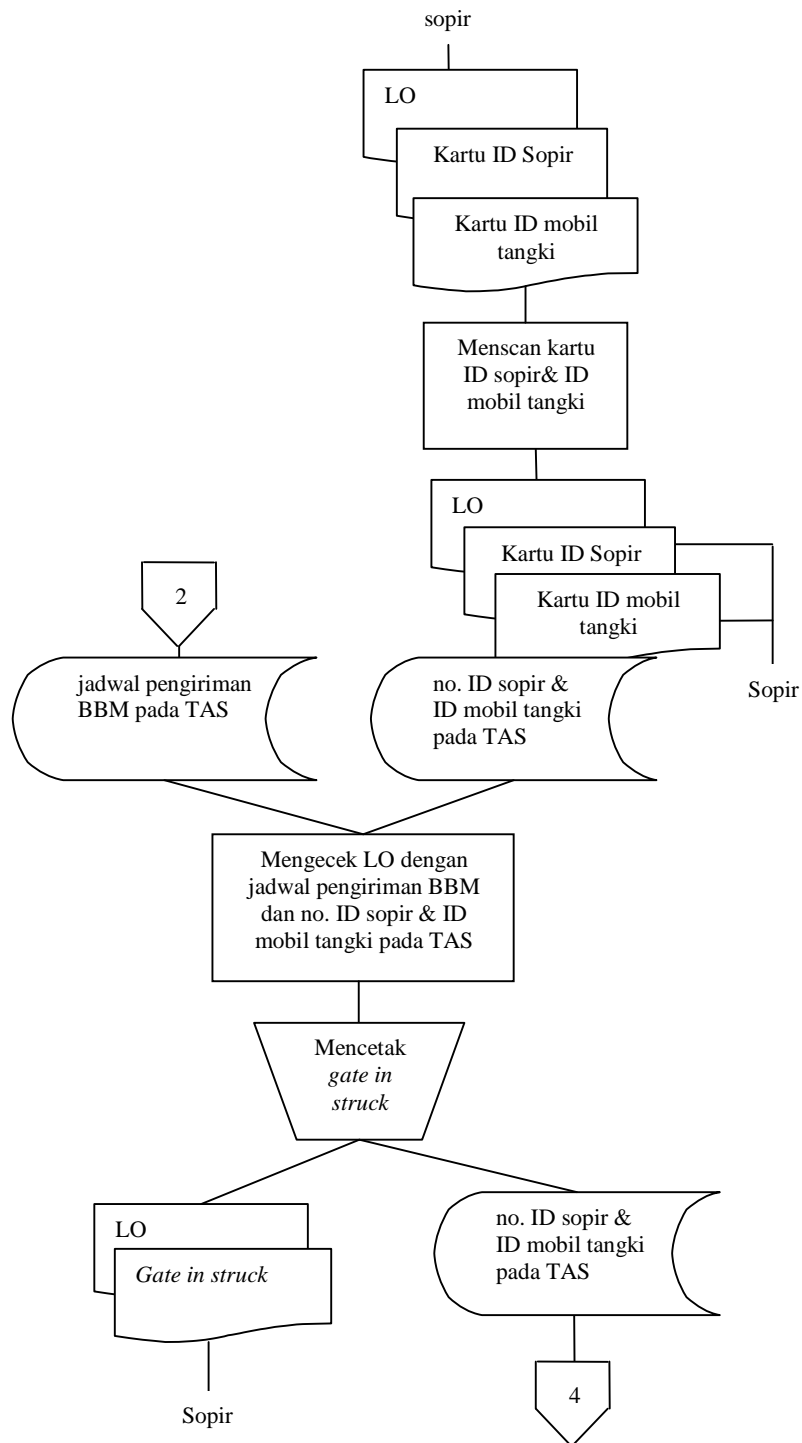 sopir
LO
Kartu ID Sopir
Kartu ID mobil
tangki
Menscan kartu
ID sopir& ID
mobil tangki
LO
Kartu ID Sopir
Kartu ID mobil
tangki
Sopir
2
jadwal pengiriman
BBM pada TAS
no. ID sopir &
ID mobil tangki
pada TAS
Mengecek LO dengan
jadwal pengiriman BBM
dan no. ID sopir & ID
mobil tangki pada TAS
Mencetak
gate in
struck
LO
Gate in struck
Sopir
no. ID sopir &
ID mobil tangki
pada TAS
4